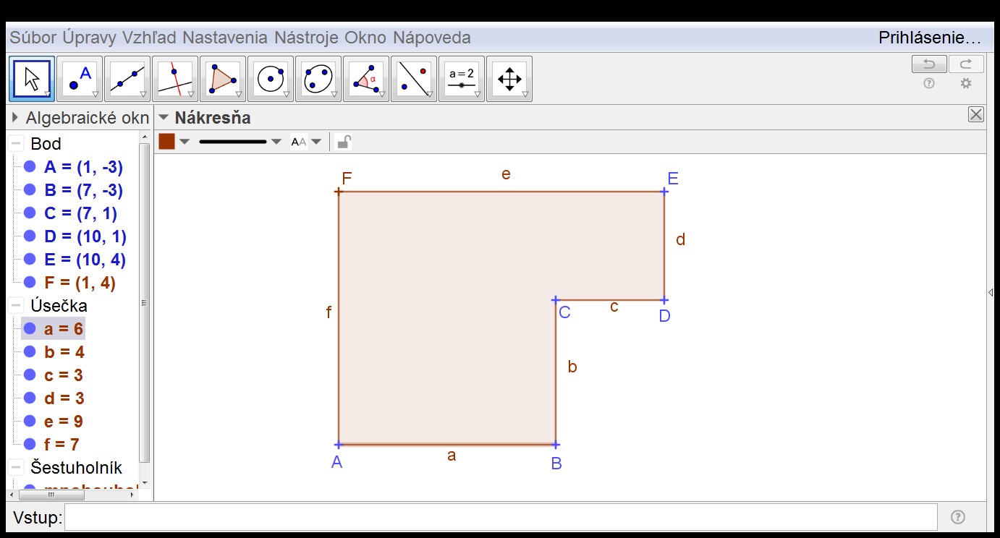 Súbor Úpravy Vzhľad Nastavenia Nástroje Okno Nápoveda Prihlásenie…
A α a=2
Algebraické okn Nákresňa
AA
Bod
A = (1, -3)
B = (7, -3)
C = (7, 1)
D = (10, 1)
E = (10, 4)
F = (1, 4)
Úsečka
a = 6
b = 4
c = 3
d = 3
e = 9
f = 7
Šestuholník
F e E
d
f C c D
b
A a B
Vstup: